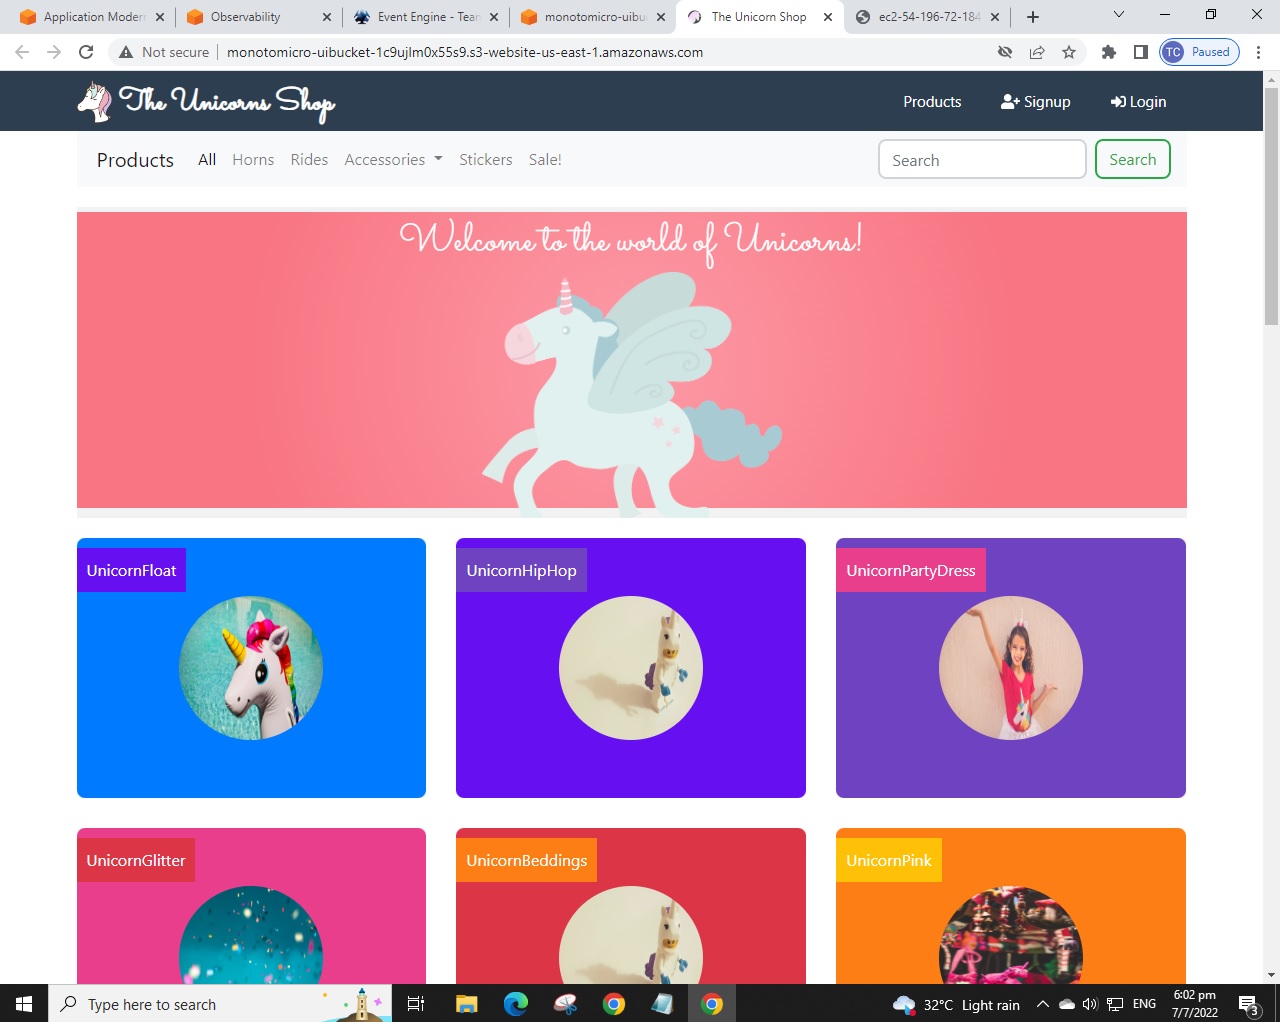 Application Modern
Observability
Event Engine - Team
monotomicro-uibu
The Unicorn Shop
ec2-54-196-72-184
Not secure
monotomicro-uibucket-1c9ujlm0x55s9.s3-website-us-east-1.amazonaws.com
TC
Paused
The Unicorns Shop
Products
Signup
Login
Products
All
Horns
Rides
Accessories
Stickers
Sale!
Search
Search
Welcome to the world of Unicorns!
UnicornFloat
UnicornHipHop
UnicornPartyDress
UnicornGlitter
UnicornBeddings
UnicornPink
Type here to search
32°C Light rain
ENG
6:02 pm
7/7/2022
3